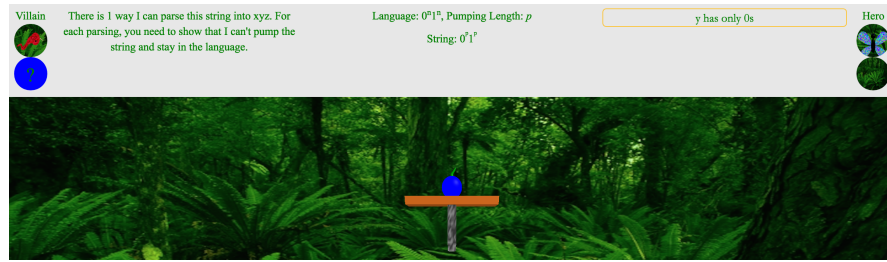 Villain
There is 1 way I can parse this string into xyz. For
each parsing, you need to show that I can't pump the
string and stay in the language.
?
Language: 0ⁿ1ⁿ, Pumping Length: p
String: 0ᵖ1ᵖ
y has only 0s
Hero